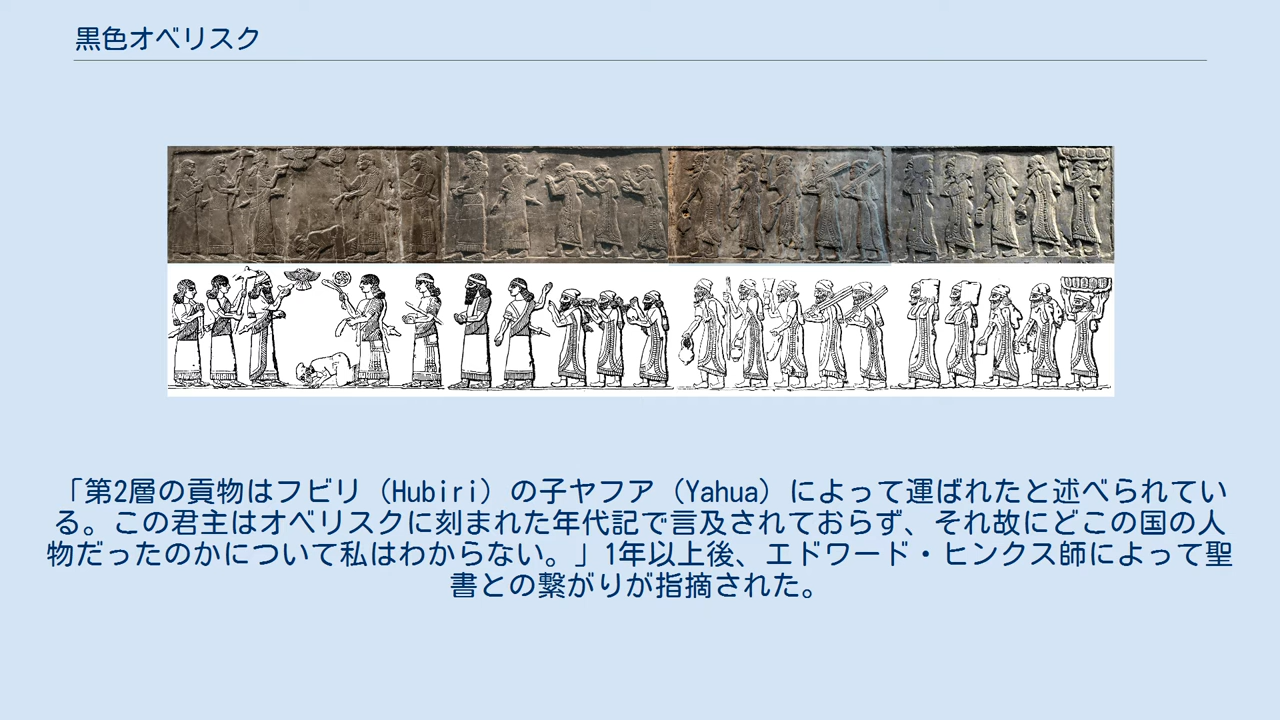 黒色オベリスク
「第2層の貢物はフビリ（Hubiri）の子ヤフア（Yahua）によって運ばれたと述べられてい
る。この君主はオベリスクに刻まれた年代記で言及されておらず、それ故にどこの国の人
物だったのかについて私はわからない。」1年以上後、エドワード・ヒンクス師によって聖
書との繋がりが指摘された。